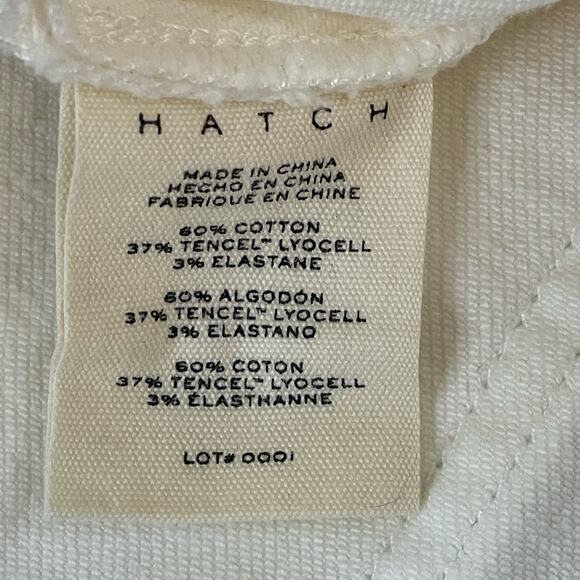 HATCH
MADE IN CHINA
HECHO EN CHINA
FABRIQUÉ EN CHINE
60% COTTON
37% TENCEL™ LYOCELL
3% ELASTANE
60% ALGODÓN
37% TENCEL™ LYOCELL
3% ELASTANO
60% COTON
37% TENCEL™ LYOCELL
3% ÉLASTHANNE
LOT# 0001